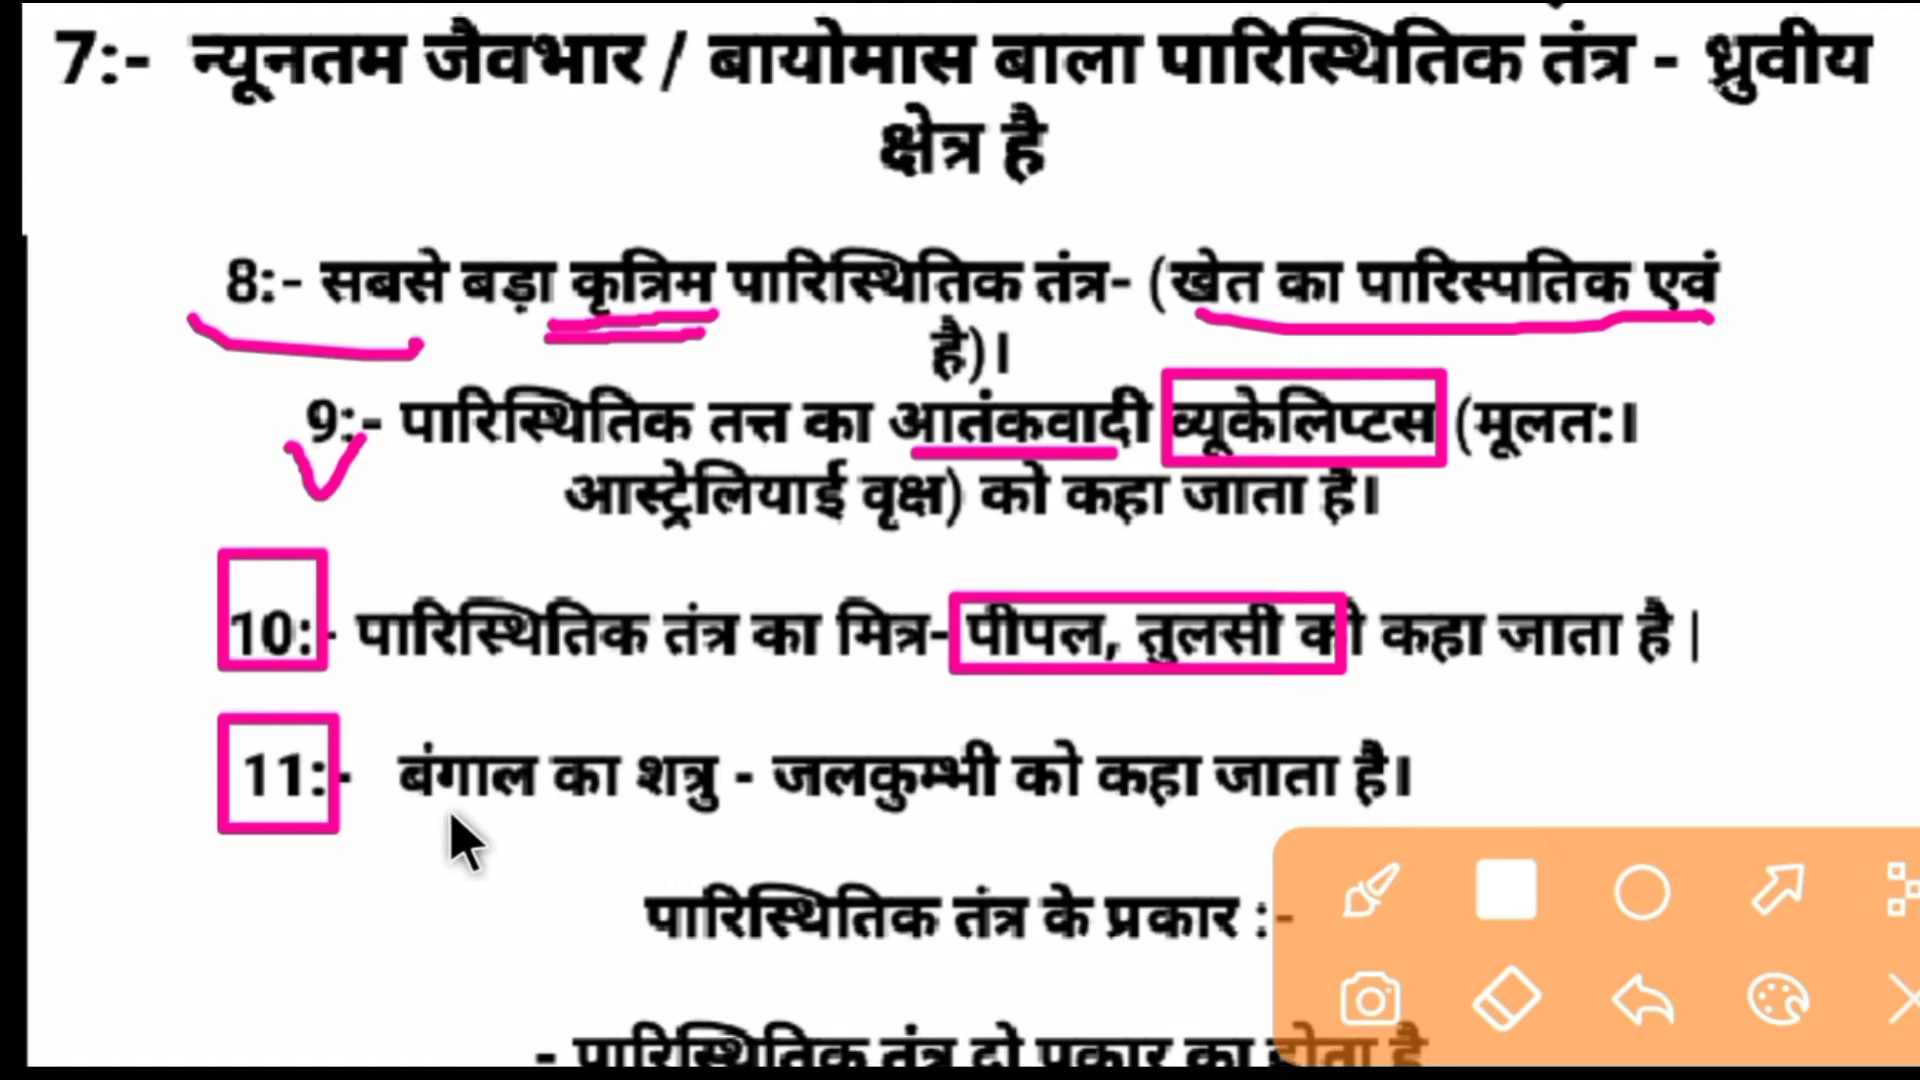 7:- न्यूनतम जैवभार / बायोमास बाला पारिस्थितिक तंत्र - ध्रुवीय
क्षेत्र है
8:- सबसे बड़ा कृत्रिम पारिस्थितिक तंत्र- (खेत का पारिस्पतिक एवं
है)।
9:- पारिस्थितिक तत्त का आतंकवादी व्यूकेलिप्टस (मूलत:।
आस्ट्रेलियाई वृक्ष) को कहा जाता है।
10:- पारिस्थितिक तंत्र का मित्र- पीपल, तुलसी को कहा जाता है |
11:- बंगाल का शत्रु - जलकुम्भी को कहा जाता है।
पारिस्थितिक तंत्र के प्रकार :-
- पारिस्थितिक तंत्र दो प्रकार का होता है